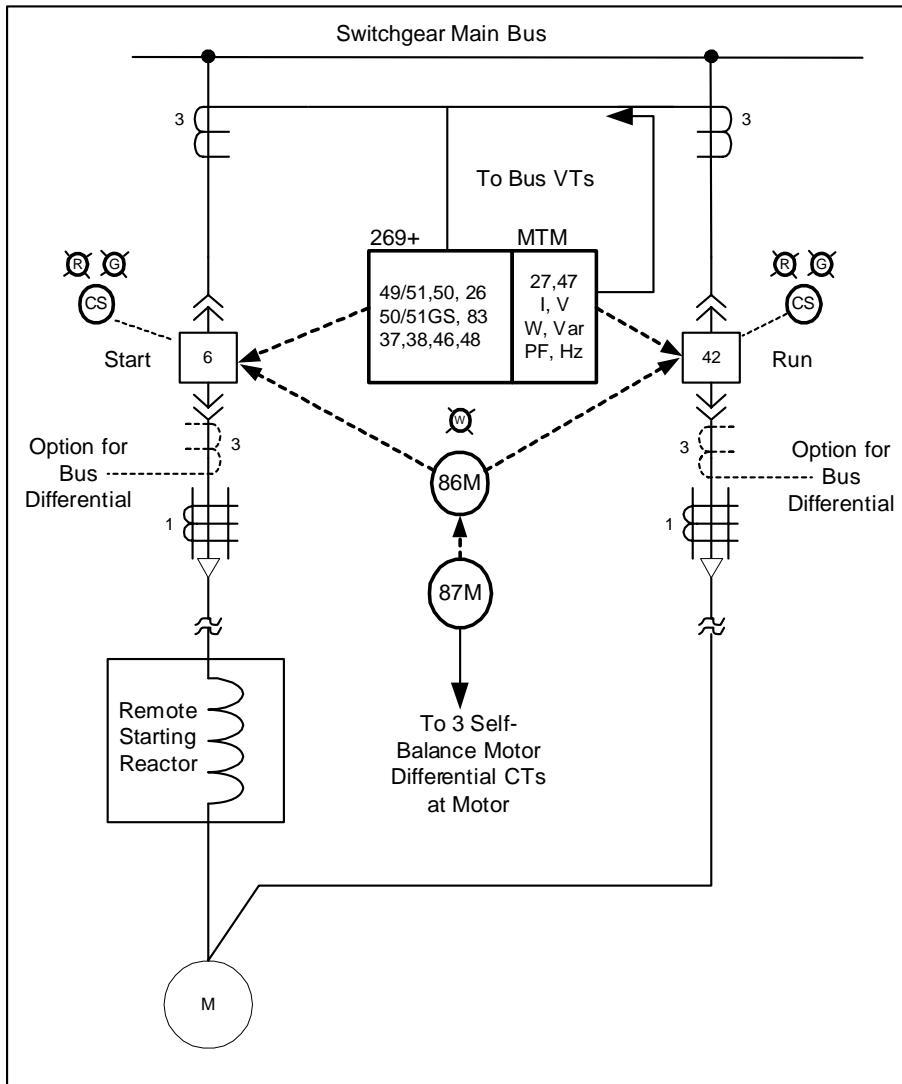 Switchgear Main Bus
3
3
To Bus VTs
269+
MTM
R
G
R
G
CS
CS
49/51,50, 26
50/51GS, 83
37,38,46,48
27,47
I, V
W, Var
PF, Hz
Start
6
42
Run
W
3
3
Option for
Bus
Differential
Option for
Bus
Differential
86M
1
1
87M
Remote
Starting
Reactor
To 3 Self-
Balance Motor
Differential CTs
at Motor
M